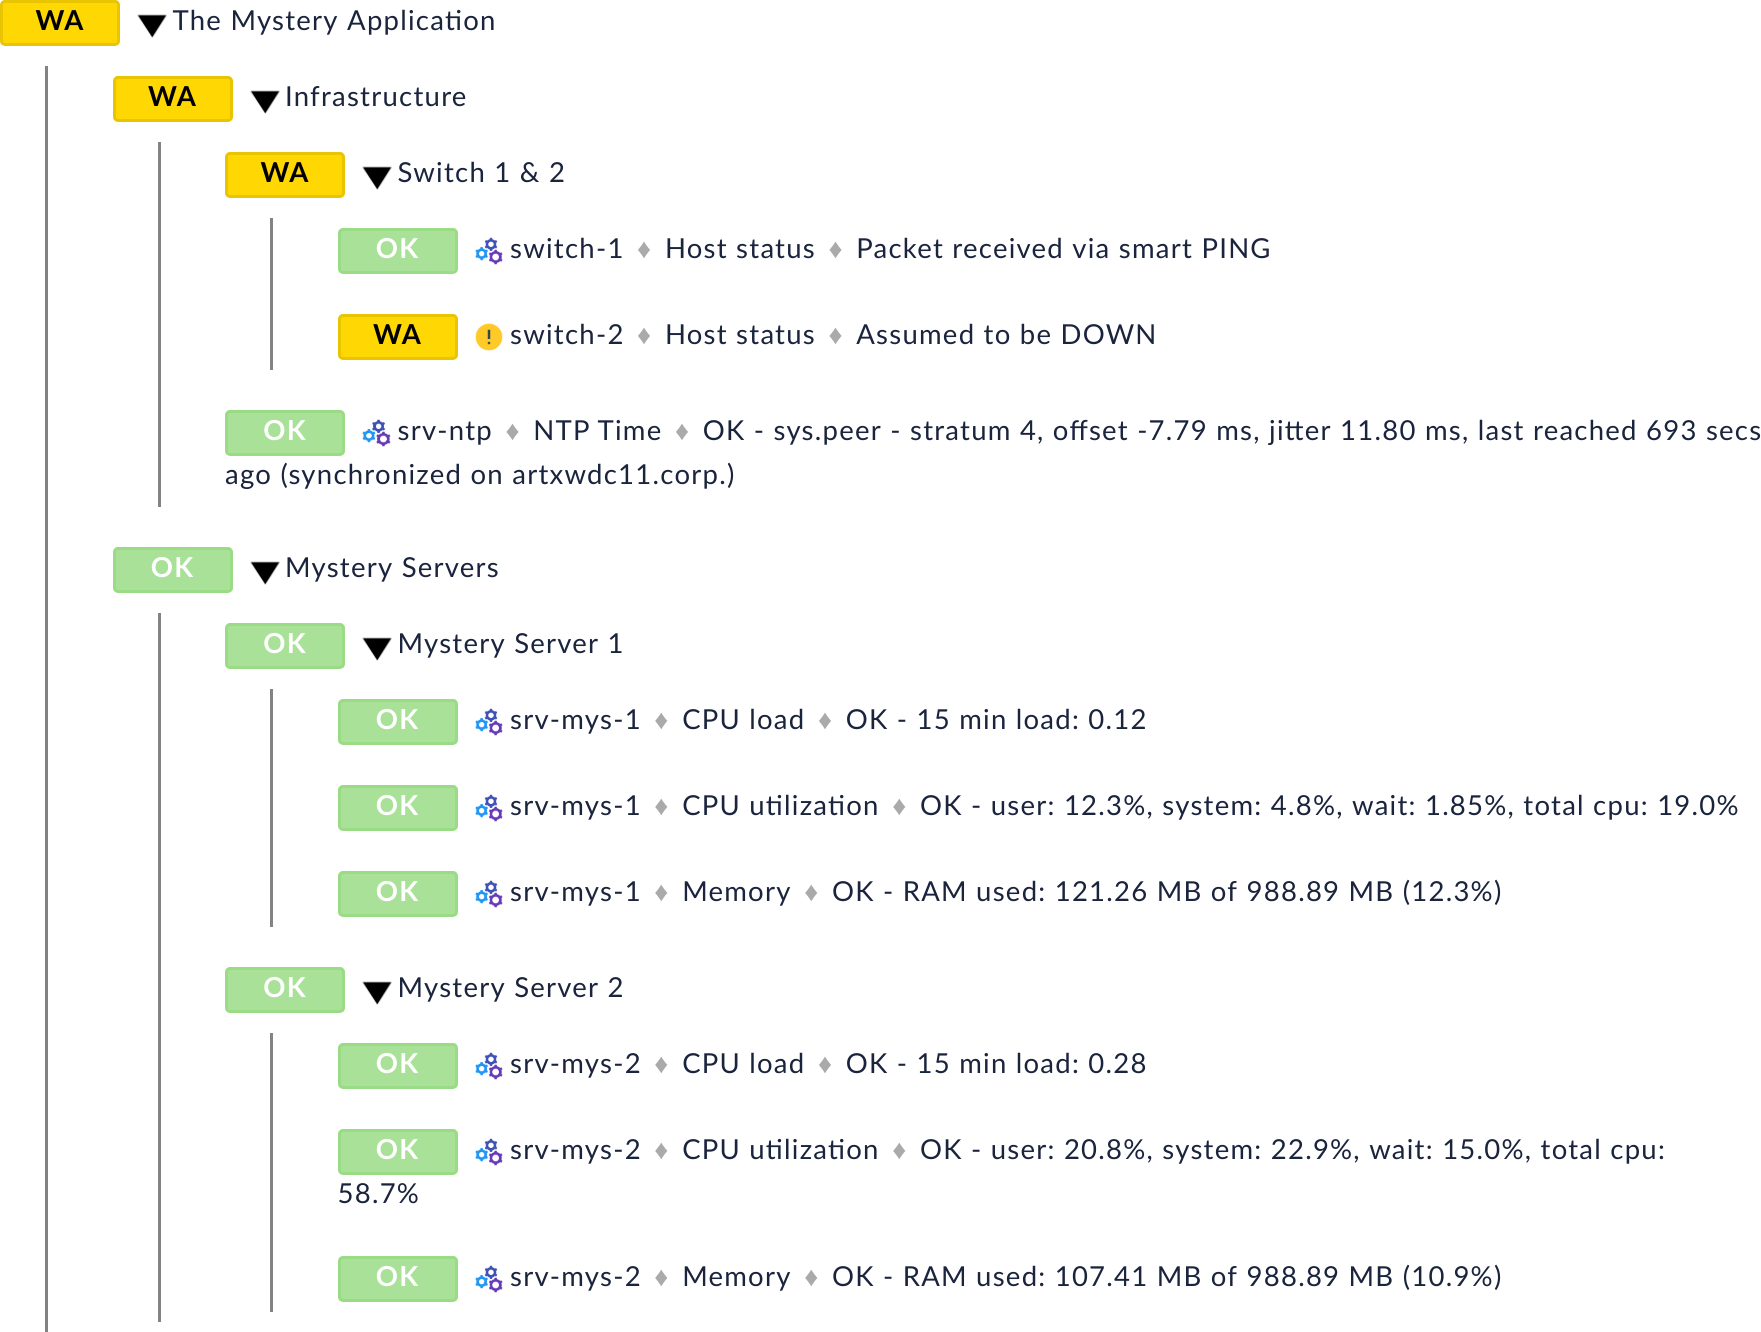 WA The Mystery Application
WA Infrastructure
WA Switch 1 & 2
OK switch-1 ♦ Host status ♦ Packet received via smart PING
WA ! switch-2 ♦ Host status ♦ Assumed to be DOWN
OK srv-ntp ♦ NTP Time ♦ OK - sys.peer - stratum 4, offset -7.79 ms, jitter 11.80 ms, last reached 693 secs
ago (synchronized on artxwdc11.corp.)
OK Mystery Servers
OK Mystery Server 1
OK srv-mys-1 ♦ CPU load ♦ OK - 15 min load: 0.12
OK srv-mys-1 ♦ CPU utilization ♦ OK - user: 12.3%, system: 4.8%, wait: 1.85%, total cpu: 19.0%
OK srv-mys-1 ♦ Memory ♦ OK - RAM used: 121.26 MB of 988.89 MB (12.3%)
OK Mystery Server 2
OK srv-mys-2 ♦ CPU load ♦ OK - 15 min load: 0.28
OK srv-mys-2 ♦ CPU utilization ♦ OK - user: 20.8%, system: 22.9%, wait: 15.0%, total cpu:
58.7%
OK srv-mys-2 ♦ Memory ♦ OK - RAM used: 107.41 MB of 988.89 MB (10.9%)